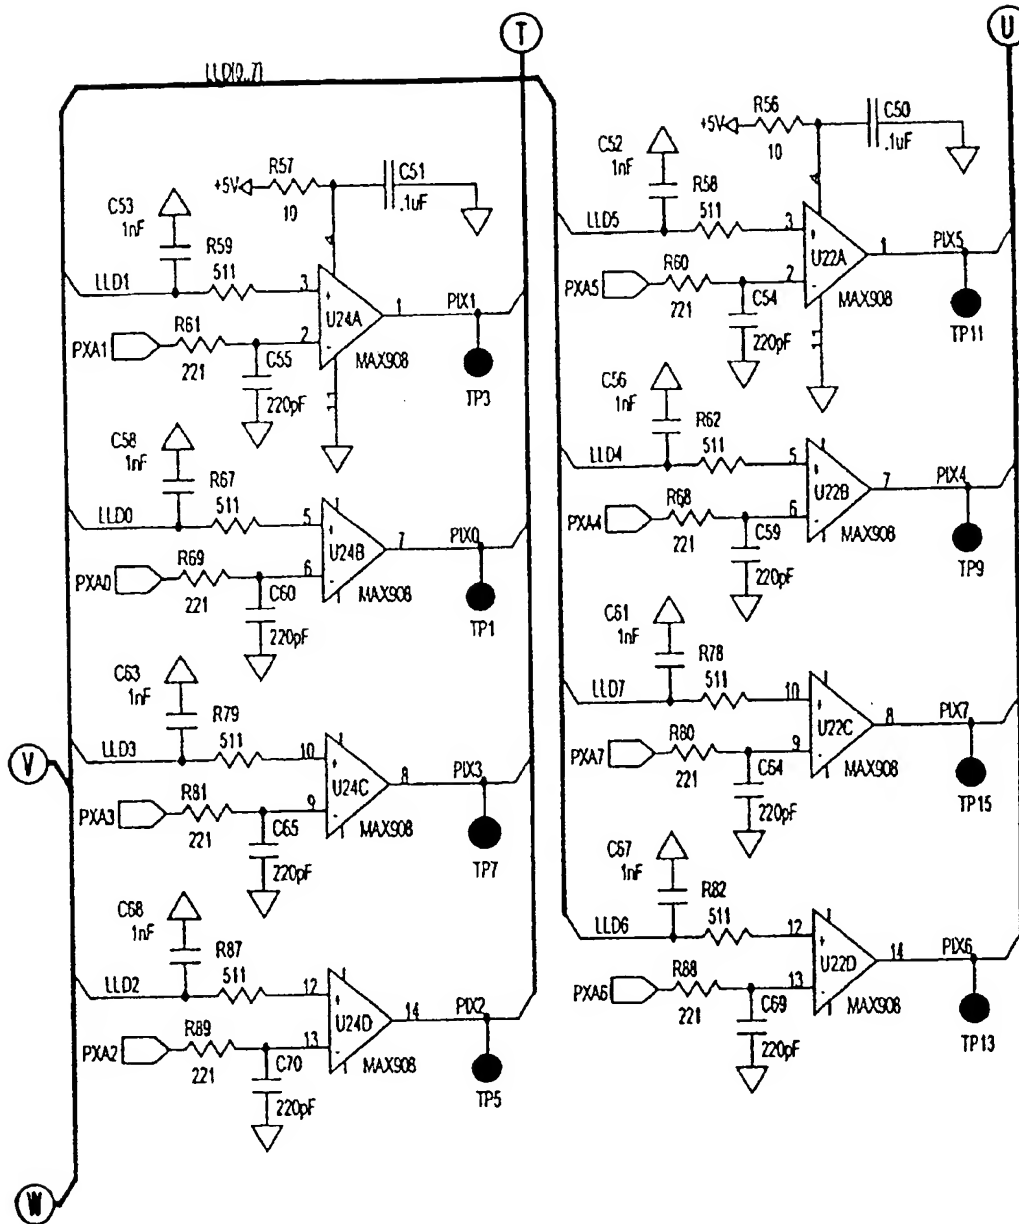 T
U
LLD(0..7)
+5V
R57
10
C51
.1uF
C53
1nF
R59
511
LLD1
3
+
2
-
4
11
U24A
1
PIX1
MAX908
PXA1
R61
221
C55
220pF
TP3
C58
1nF
R67
511
LLD0
5
+
6
-
U24B
7
PIX0
MAX908
PXA0
R69
221
C60
220pF
TP1
C63
1nF
R79
511
LLD3
10
+
9
-
U24C
8
PIX3
MAX908
PXA3
R81
221
C65
220pF
TP7
V
C68
1nF
R87
511
LLD2
12
+
13
-
U24D
14
PIX2
MAX908
PXA2
R89
221
C70
220pF
TP5
W
+5V
R56
10
C50
.1uF
C52
1nF
R58
511
LLD5
3
+
2
-
4
11
U22A
1
PIX5
MAX908
PXA5
R60
221
C54
220pF
TP11
C56
1nF
R62
511
LLD4
5
+
6
-
U22B
7
PIX4
MAX908
PXA4
R68
221
C59
220pF
TP9
C61
1nF
R78
511
LLD7
10
+
9
-
U22C
8
PIX7
MAX908
PXA7
R80
221
C64
220pF
TP15
C67
1nF
R82
511
LLD6
12
+
13
-
U22D
14
PIX6
MAX908
PXA6
R88
221
C69
220pF
TP13